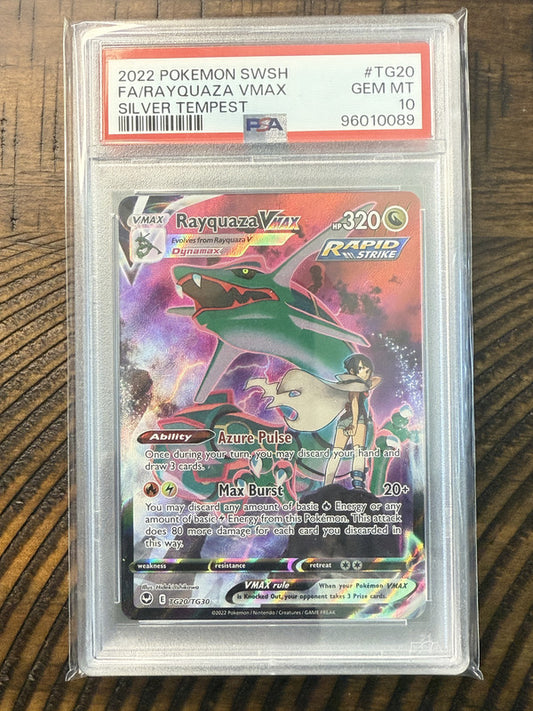 2022 POKEMON SWSH #TG20
FA/RAYQUAZA VMAX GEM MT
SILVER TEMPEST 10
PSA 96010089
VMAX Rayquaza VMAX HP 320
Evolves from Rayquaza V
Dynamax
RAPID
STRIKE
Ability Azure Pulse
Once during your turn, you may discard your hand and
draw 3 cards.
Max Burst 20+
You may discard any amount of basic Energy or any
amount of basic Energy from this Pokémon. This attack
does 80 more damage for each card you discarded in
this way.
weakness resistance retreat
VMAX rule When your Pokémon VMAX
is Knocked Out, your opponent takes 3 Prize cards.
Illus.
E TG20/TG30
©2022 Pokémon / Nintendo / Creatures / GAME FREAK